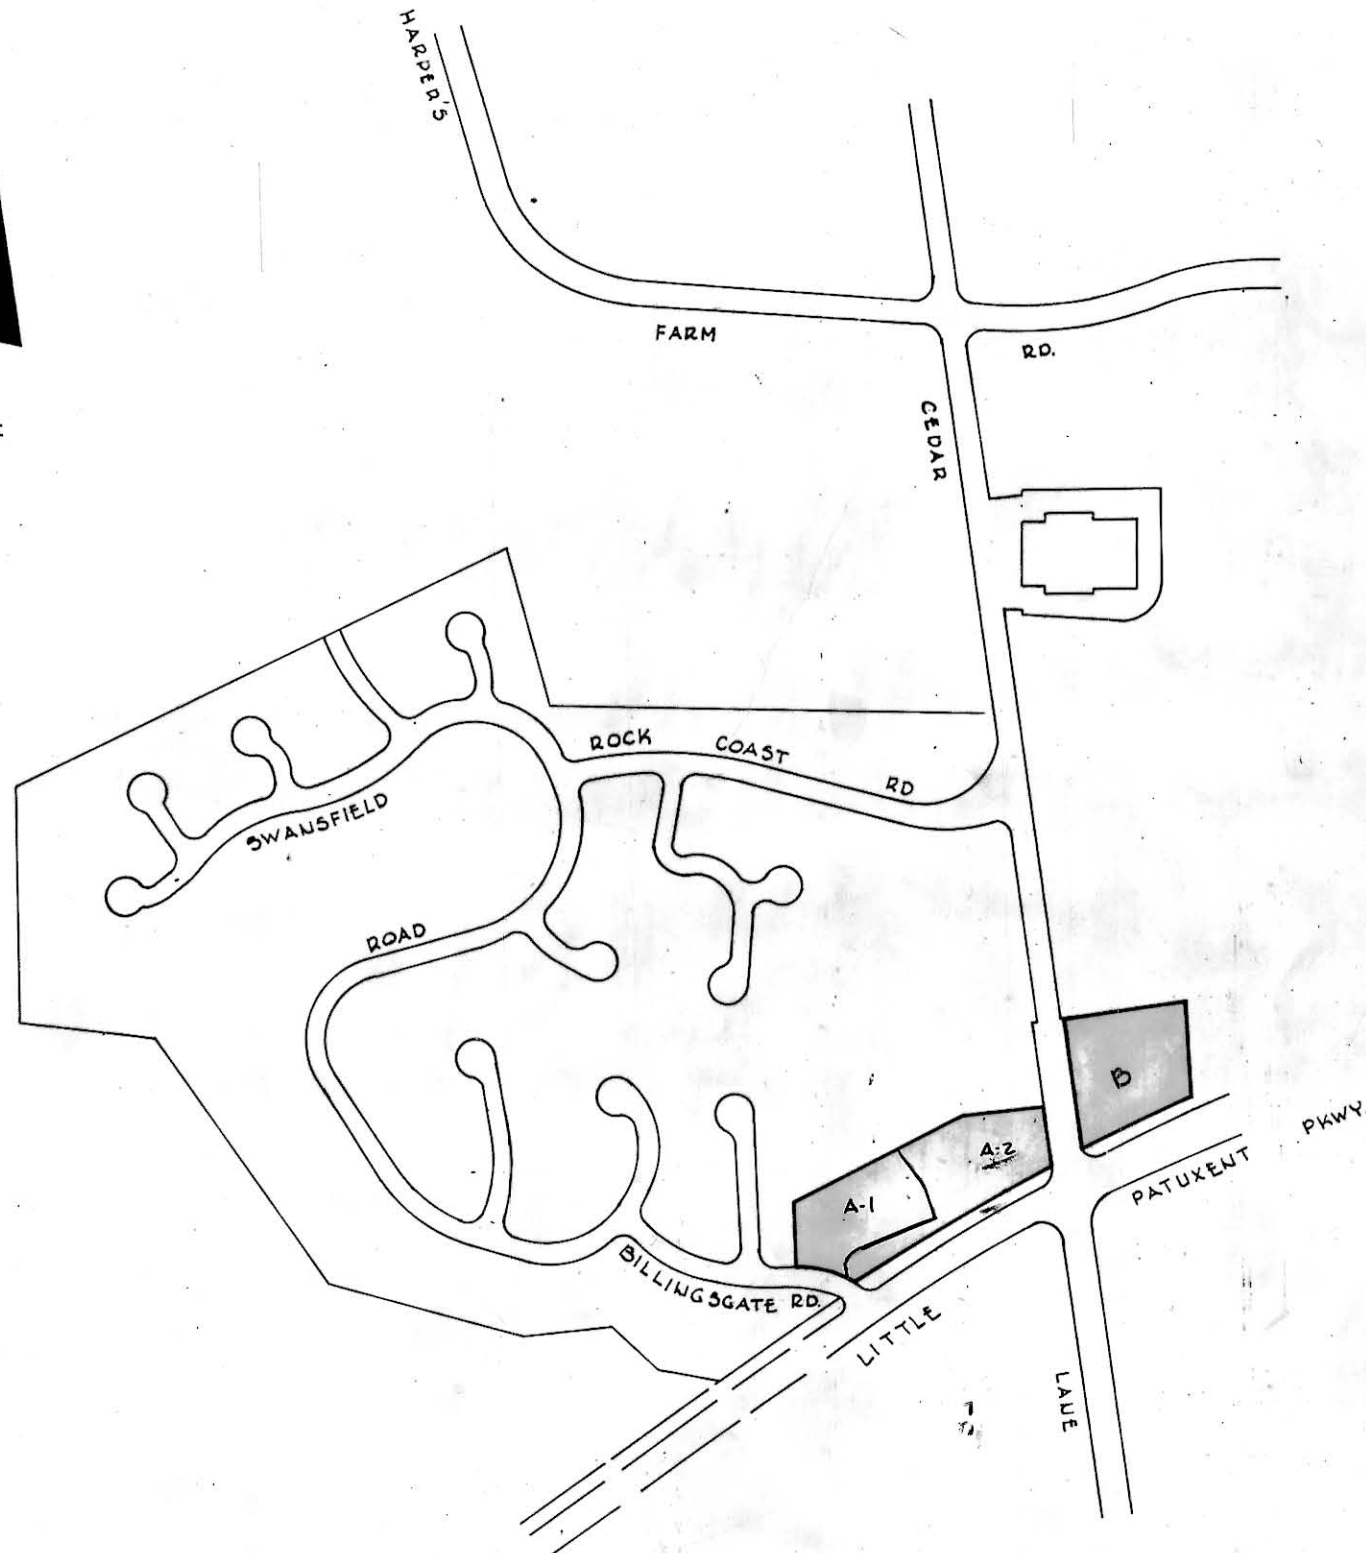 HARPER'S
FARM
RD.
CEDAR
ROCK COAST RD
SWANSFIELD
ROAD
B
A-2
A-1
PKWY.
PATUXENT
BILLINGSGATE RD.
LITTLE
LANE